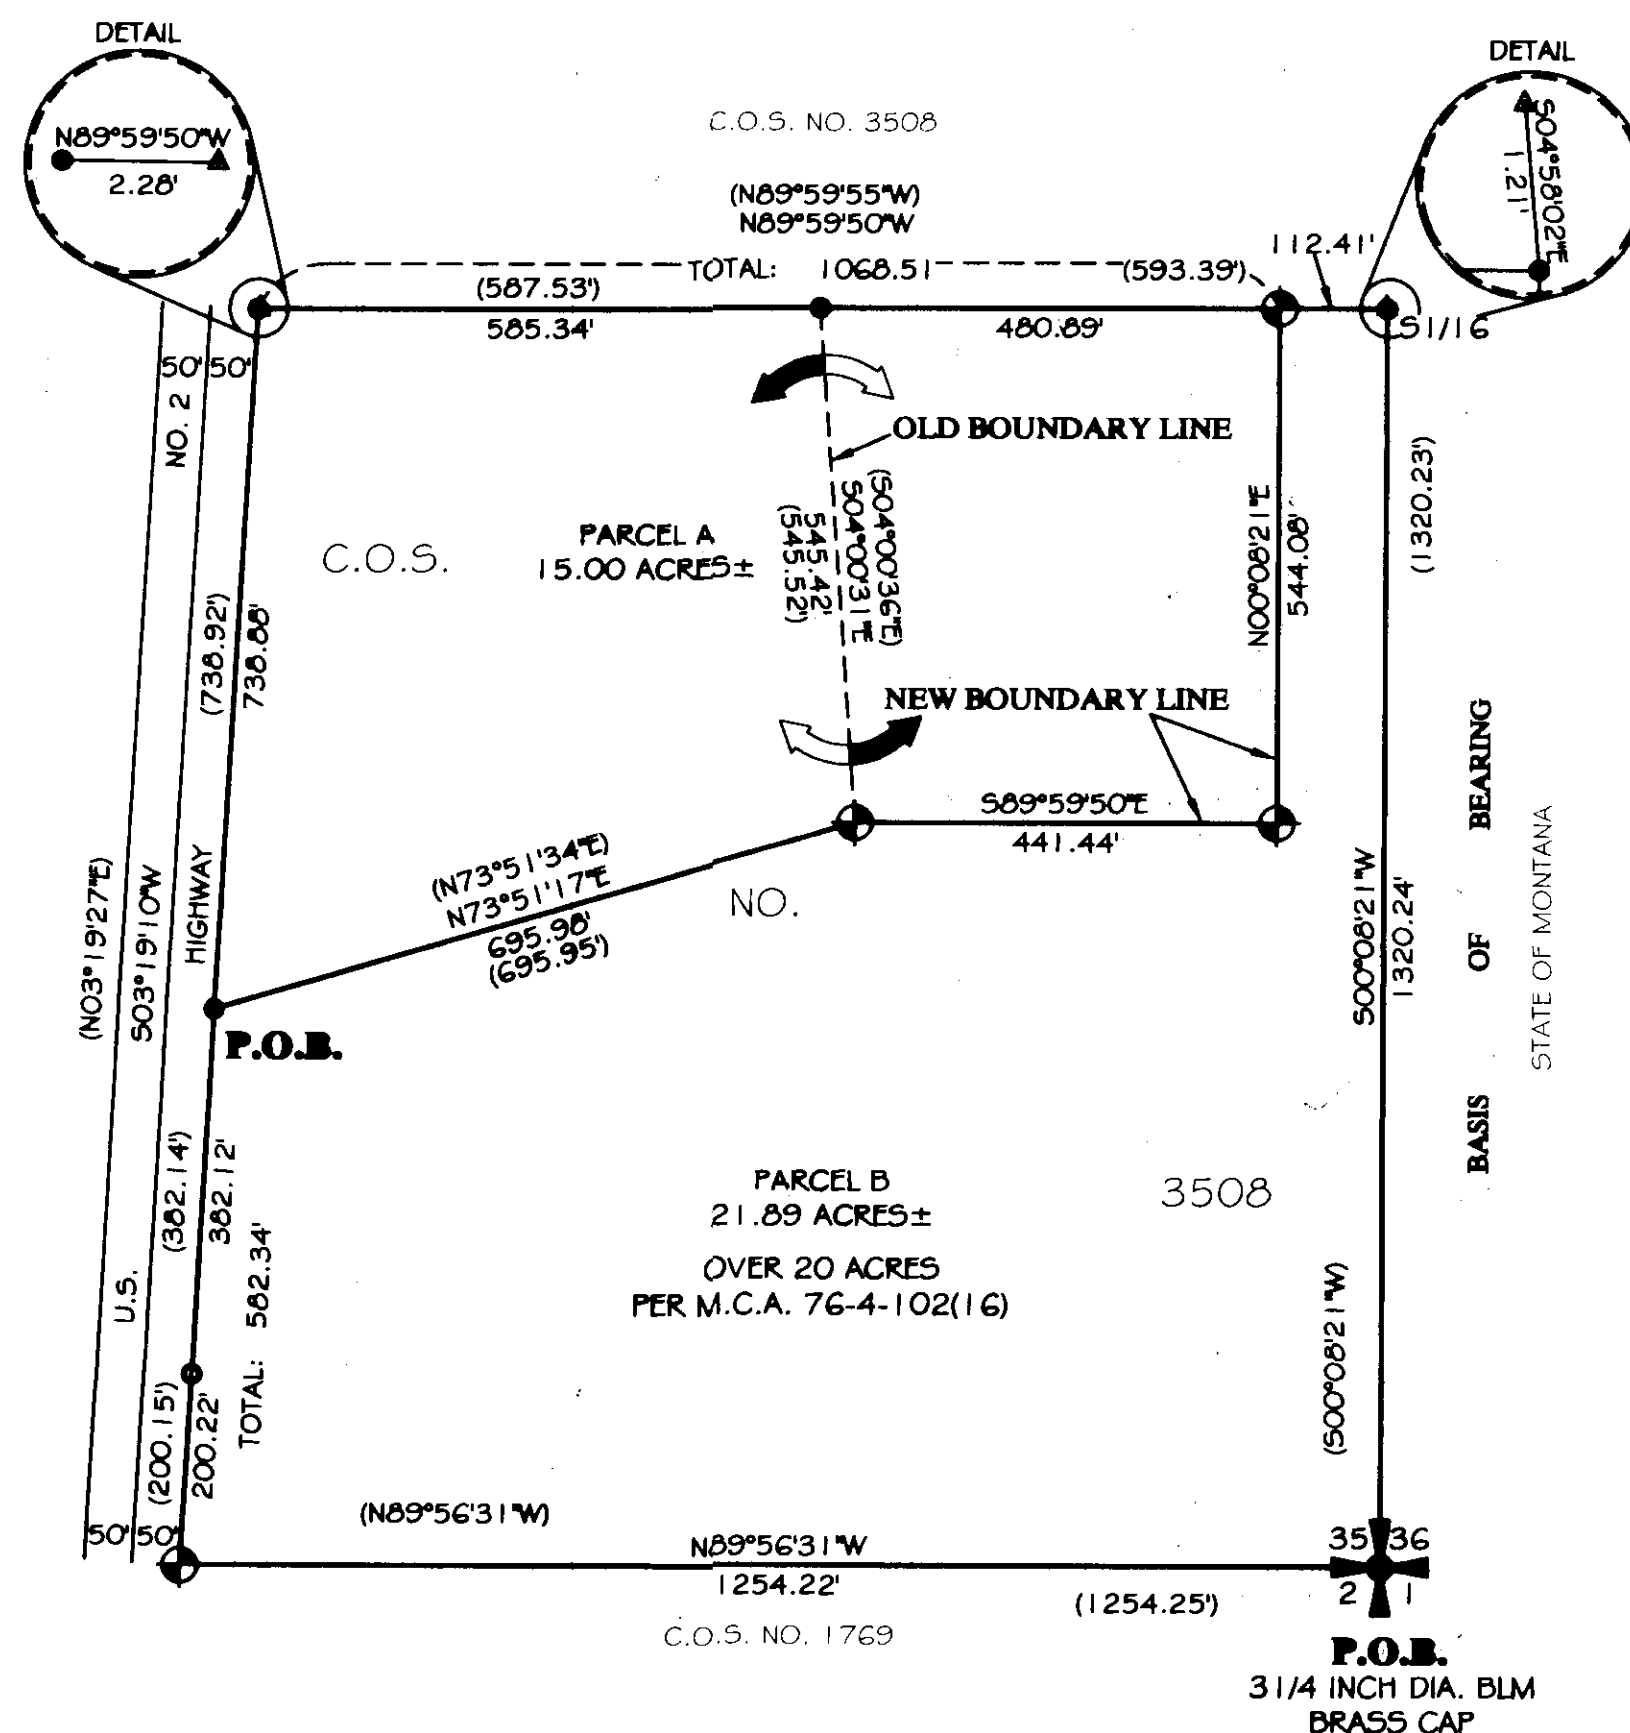 DETAIL
DETAIL
N89°59'50"W
2.28'
S04°58'02"E
1.21'
C.O.S. NO. 3508
(N89°59'55"W)
N89°59'50"W
TOTAL: 1068.51'
(587.53')
585.34'
(593.39')
480.89'
112.41'
S1/16
50' 50'
NO. 2
OLD BOUNDARY LINE
(S04°00'36"E)
S04°00'31"E
545.42'
(545.52')
PARCEL A
15.00 ACRES±
C.O.S.
N00°08'21"E
544.08'
(1320.23')
(738.92')
738.88'
NEW BOUNDARY LINE
S89°59'50"E
441.44'
(N73°51'34"E)
N73°51'17"E
695.98'
(695.95')
NO.
HIGHWAY
(N03°19'27"E)
S03°19'10"W
P.O.B.
S00°08'21"W
1320.24'
BASIS OF BEARING
STATE OF MONTANA
(382.14')
382.12'
TOTAL: 582.34'
PARCEL B
21.89 ACRES±
OVER 20 ACRES
PER M.C.A. 76-4-102(16)
3508
U.S.
(S00°08'21"W)
(200.15')
200.22'
50' 50'
(N89°56'31"W)
N89°56'31"W
1254.22'
(1254.25')
C.O.S. NO. 1769
35 36
2 1
P.O.B.
3 1/4 INCH DIA. BLM
BRASS CAP